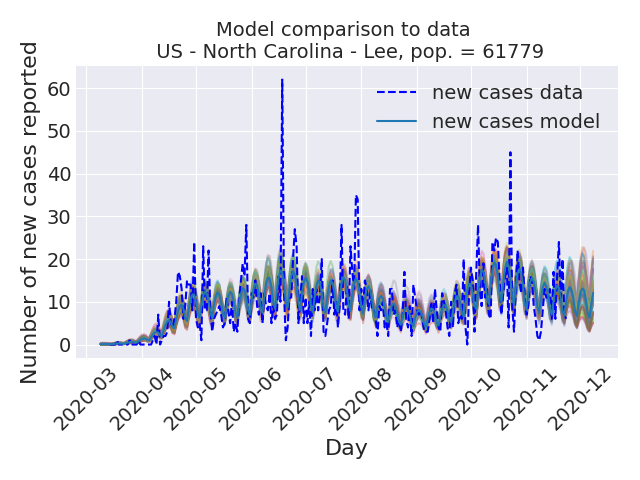 Model comparison to data
US - North Carolina - Lee, pop. = 61779
Number of new cases reported
60
50
40
30
20
10
0
new cases data
new cases model
2020-03
2020-04
2020-05
2020-06
2020-07
2020-08
2020-09
2020-10
2020-11
2020-12
Day